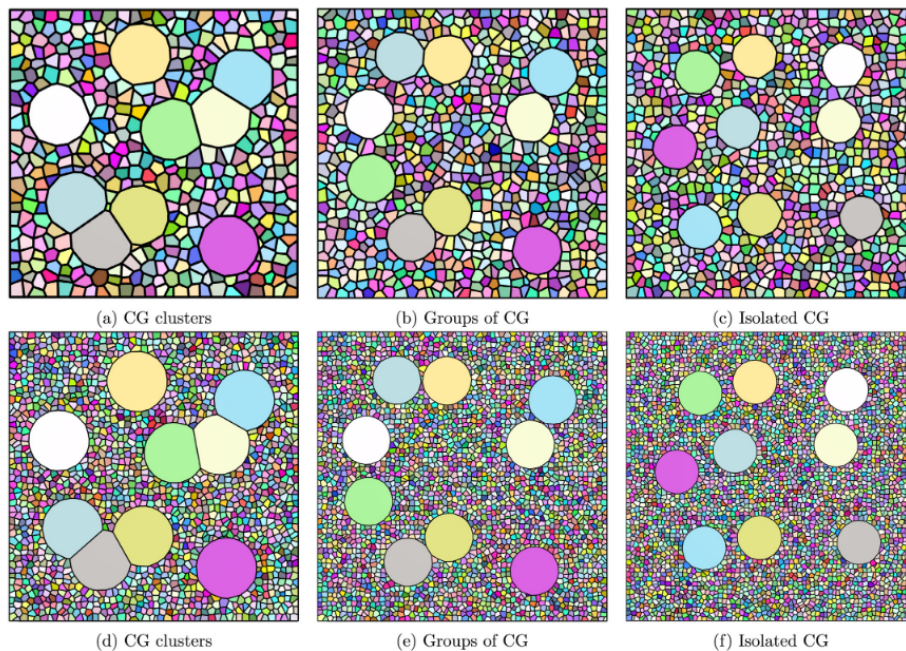 (a) CG clusters
(b) Groups of CG
(c) Isolated CG
(d) CG clusters
(e) Groups of CG
(f) Isolated CG